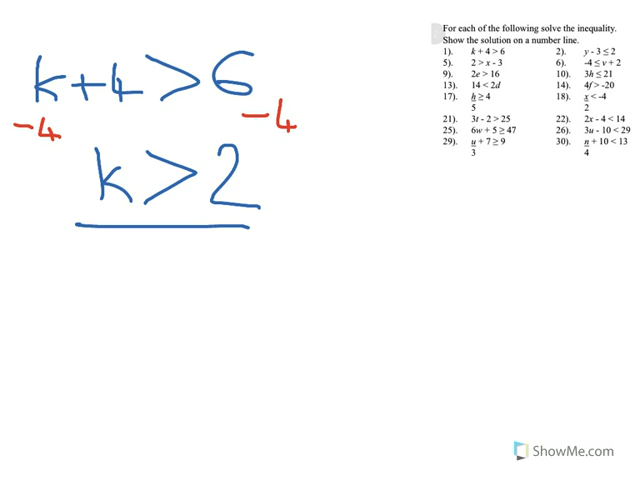 k+4>6
-4 -4
k>2
For each of the following solve the inequality.
Show the solution on a number line.
1). k + 4 > 6 2). y - 3 ≤ 2
5). 2 > x - 3 6). -4 ≤ v + 2
9). 2e > 16 10). 3h ≤ 21
13). 14 < 2d 14). 4f > -20
17). h ≥ 4 18). x < -4
5 2
21). 3t - 2 > 25 22). 2x - 4 < 14
25). 6w + 5 ≥ 47 26). 3u - 10 < 29
29). u + 7 ≥ 9 30). n + 10 < 13
3 4
ShowMe.com